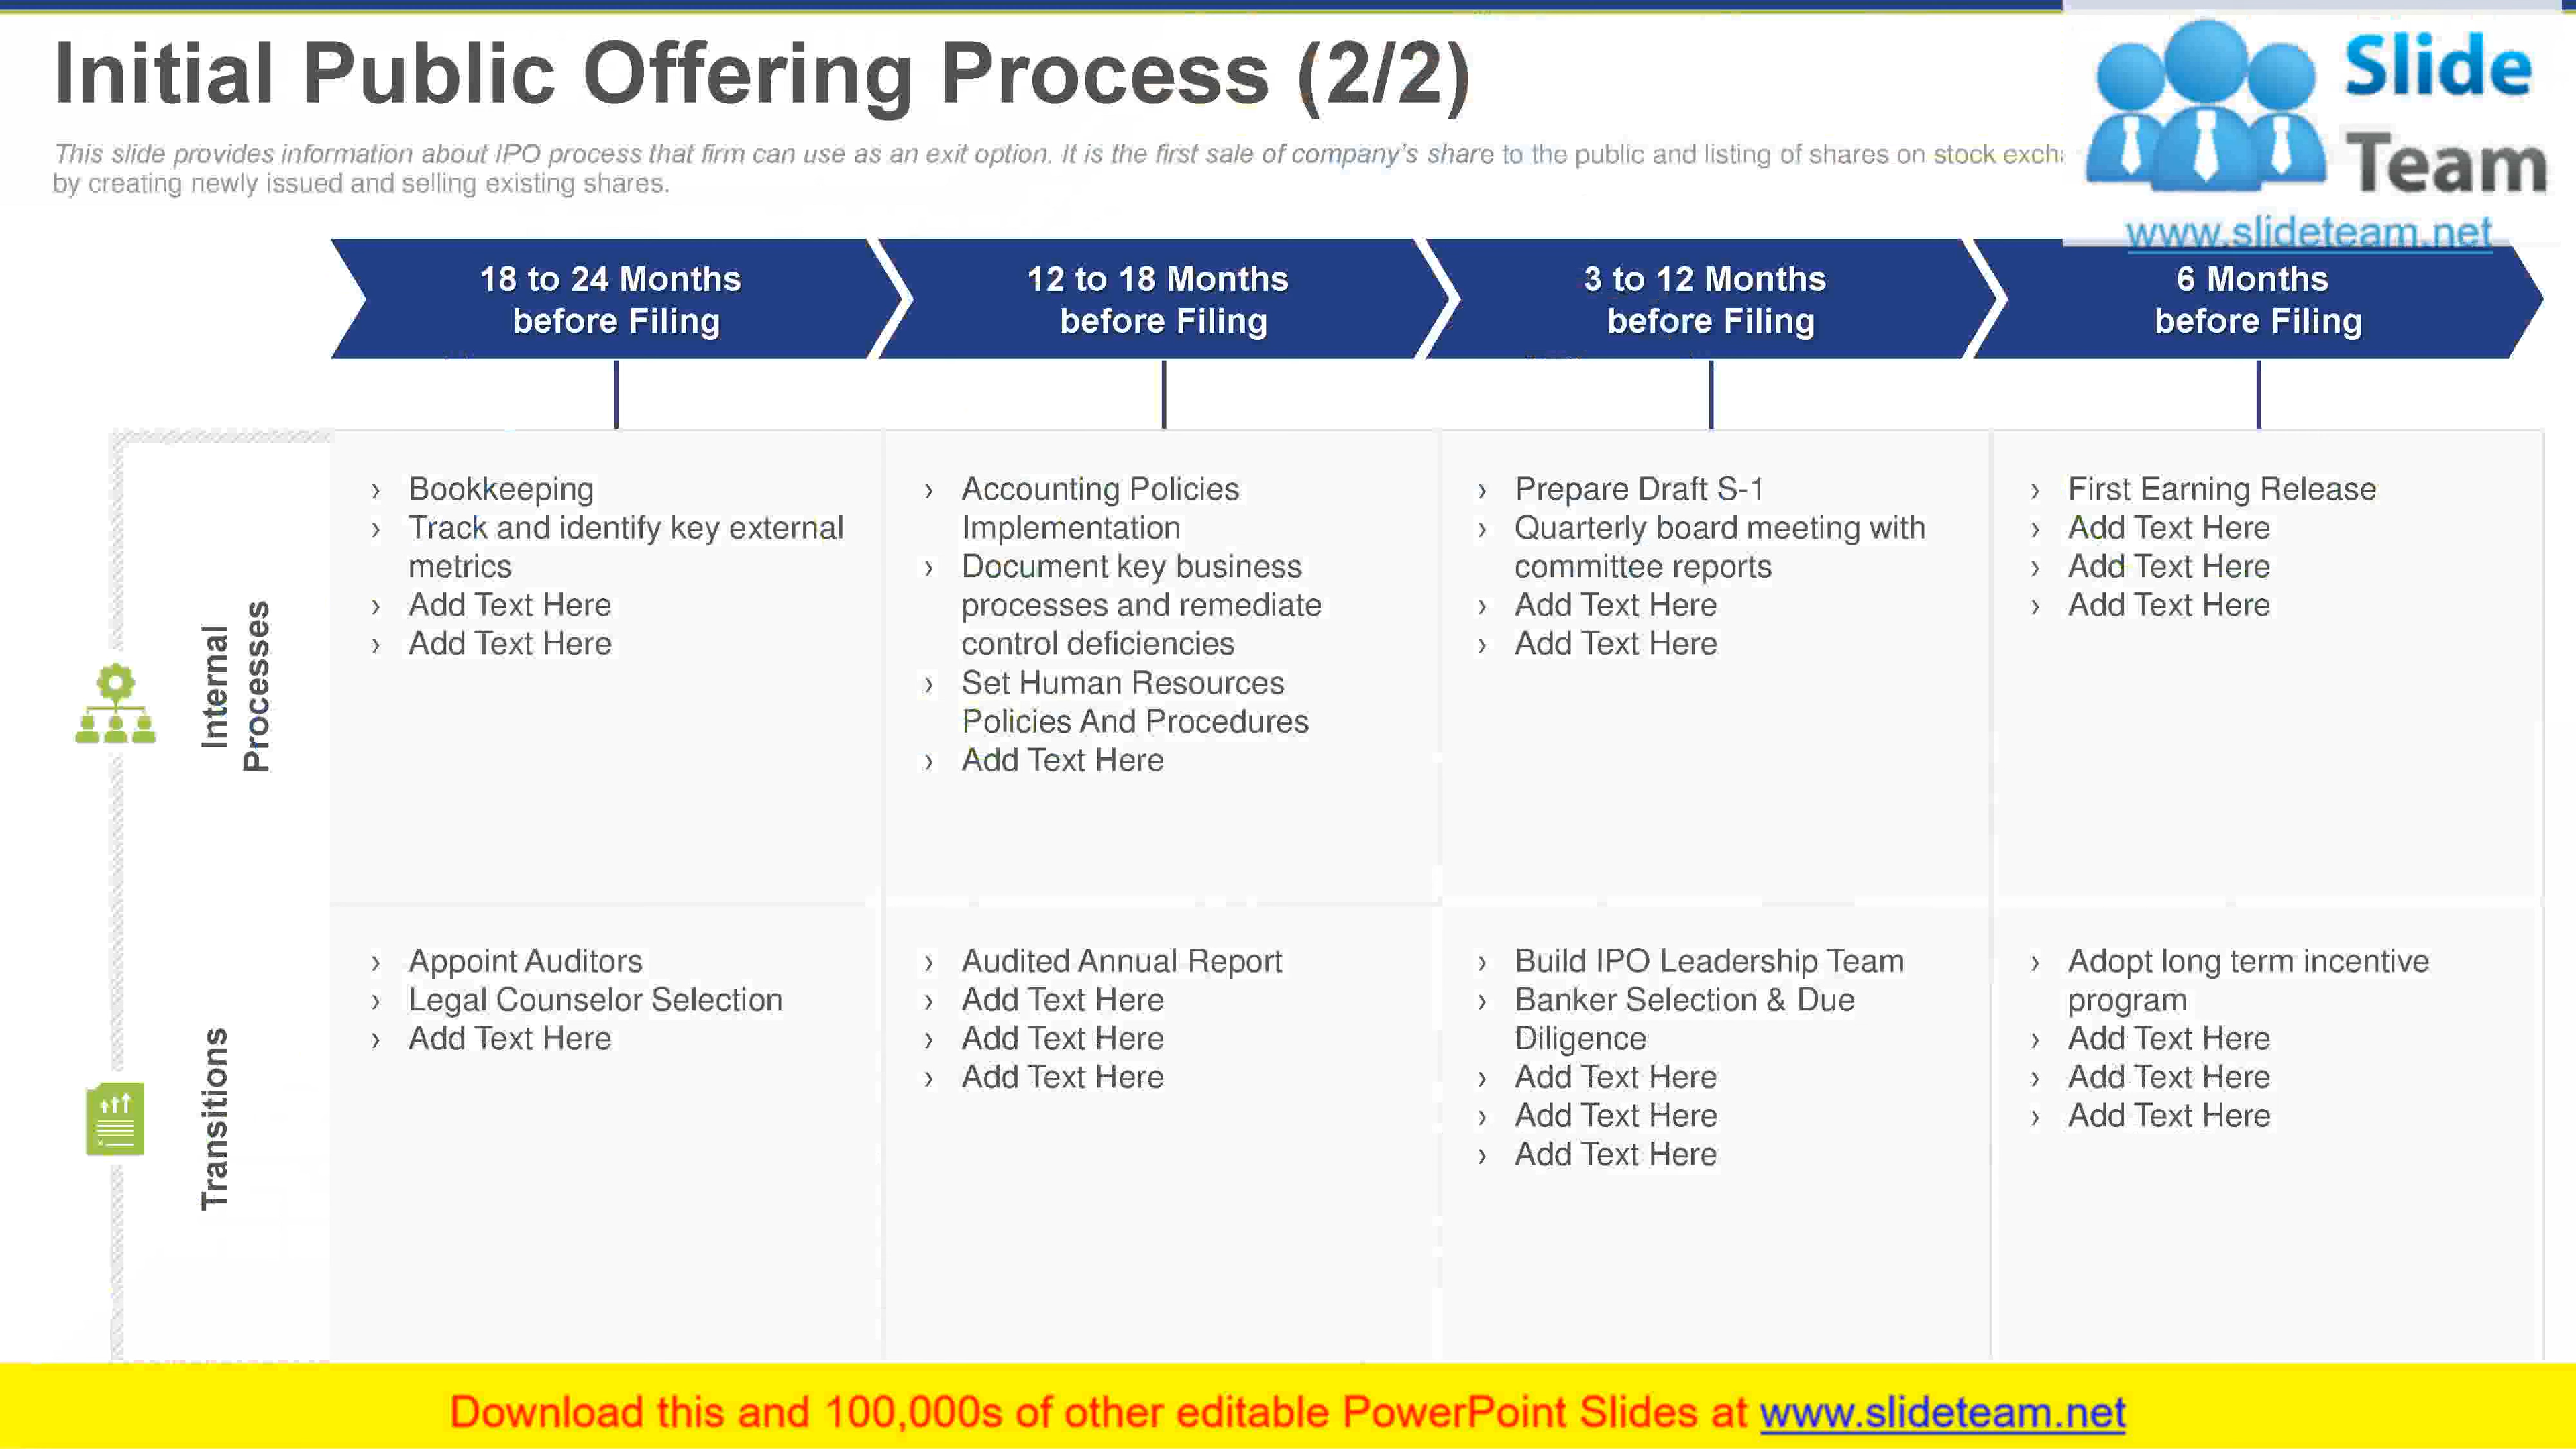 Initial Public Offering Process (2/2)
This slide provides information about IPO process that firm can use as an exit option. It is the first sale of company's share to the public and listing of shares on stock
by creating newly issued and selling existing shares.
Slide
Team
www.slideteam.net
18 to 24 Months
before Filing
12 to 18 Months
before Filing
3 to 12 Months
before Filing
6 Months
before Filing
Internal
Processes
› Bookkeeping
› Track and identify key external
metrics
› Add Text Here
› Add Text Here
› Accounting Policies
Implementation
› Document key business
processes and remediate
control deficiencies
› Set Human Resources
Policies And Procedures
› Add Text Here
› Prepare Draft S-1
› Quarterly board meeting with
committee reports
› Add Text Here
› Add Text Here
› First Earning Release
› Add Text Here
› Add Text Here
› Add Text Here
Transitions
› Appoint Auditors
› Legal Counselor Selection
› Add Text Here
› Audited Annual Report
› Add Text Here
› Add Text Here
› Add Text Here
› Build IPO Leadership Team
› Banker Selection & Due
Diligence
› Add Text Here
› Add Text Here
› Add Text Here
› Adopt long term incentive
program
› Add Text Here
› Add Text Here
› Add Text Here
Download this and 100,000s of other editable PowerPoint Slides at www.slideteam.net